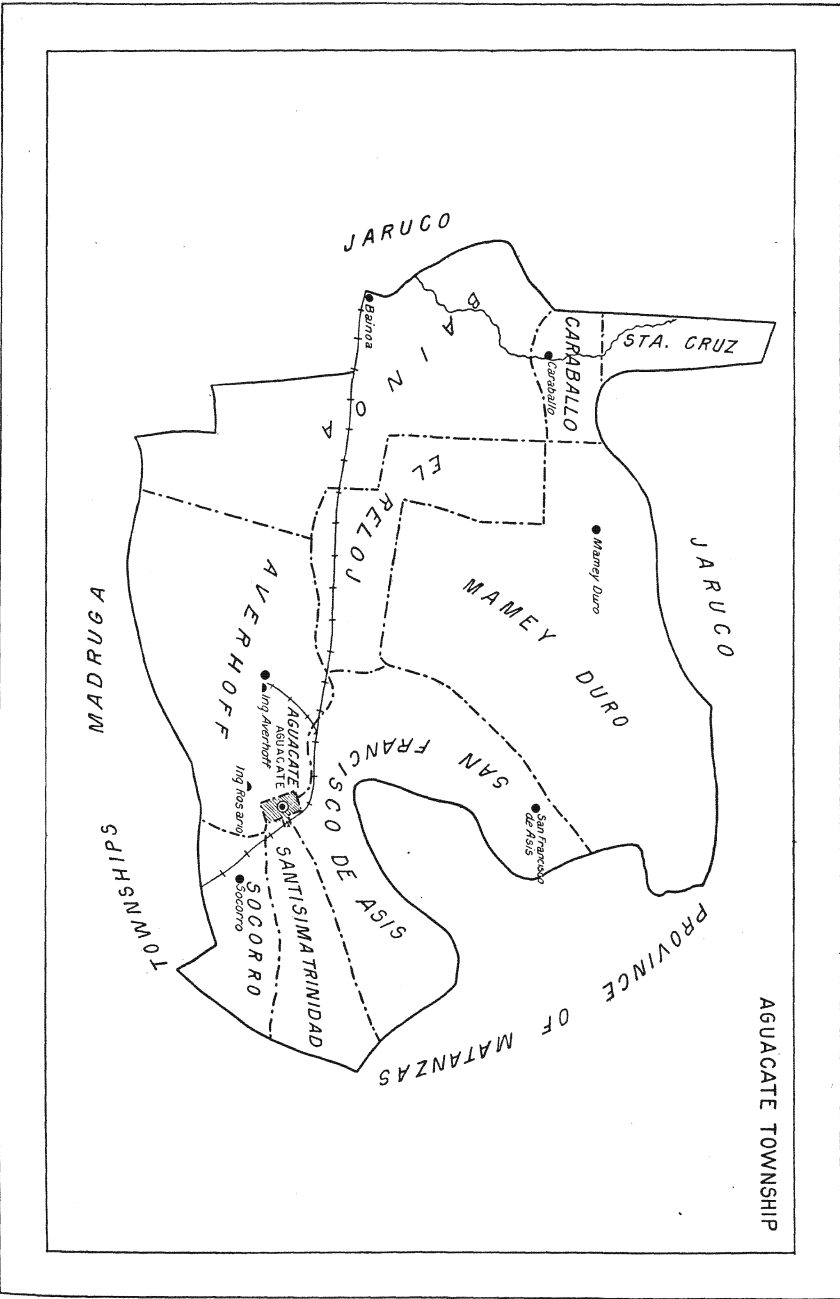 AGUACATE TOWNSHIP
JARUCO
JARUCO
STA. CRUZ
CARABALLO
Caraballo
Bainoa
BAINOA
EL RELOJ
Mamey Duro
MAMEY DURO
SAN FRANCISCO DE ASIS
San Francisco
de Asis
AVERHOFF
Ing Averhoff
AGUACATE
AGUACATE
Ing Rosario
SANTISIMA TRINIDAD
SOCORRO
Socorro
MADRUGA
TOWNSHIPS
PROVINCE OF MATANZAS